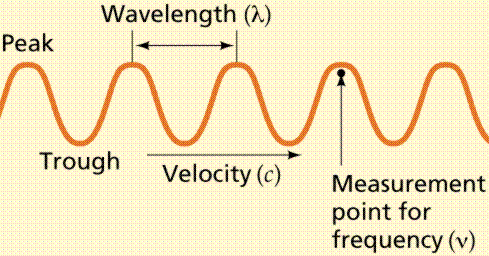 Wavelength (λ)
Peak
Trough
Velocity (c)
Measurement
point for
frequency (ν)